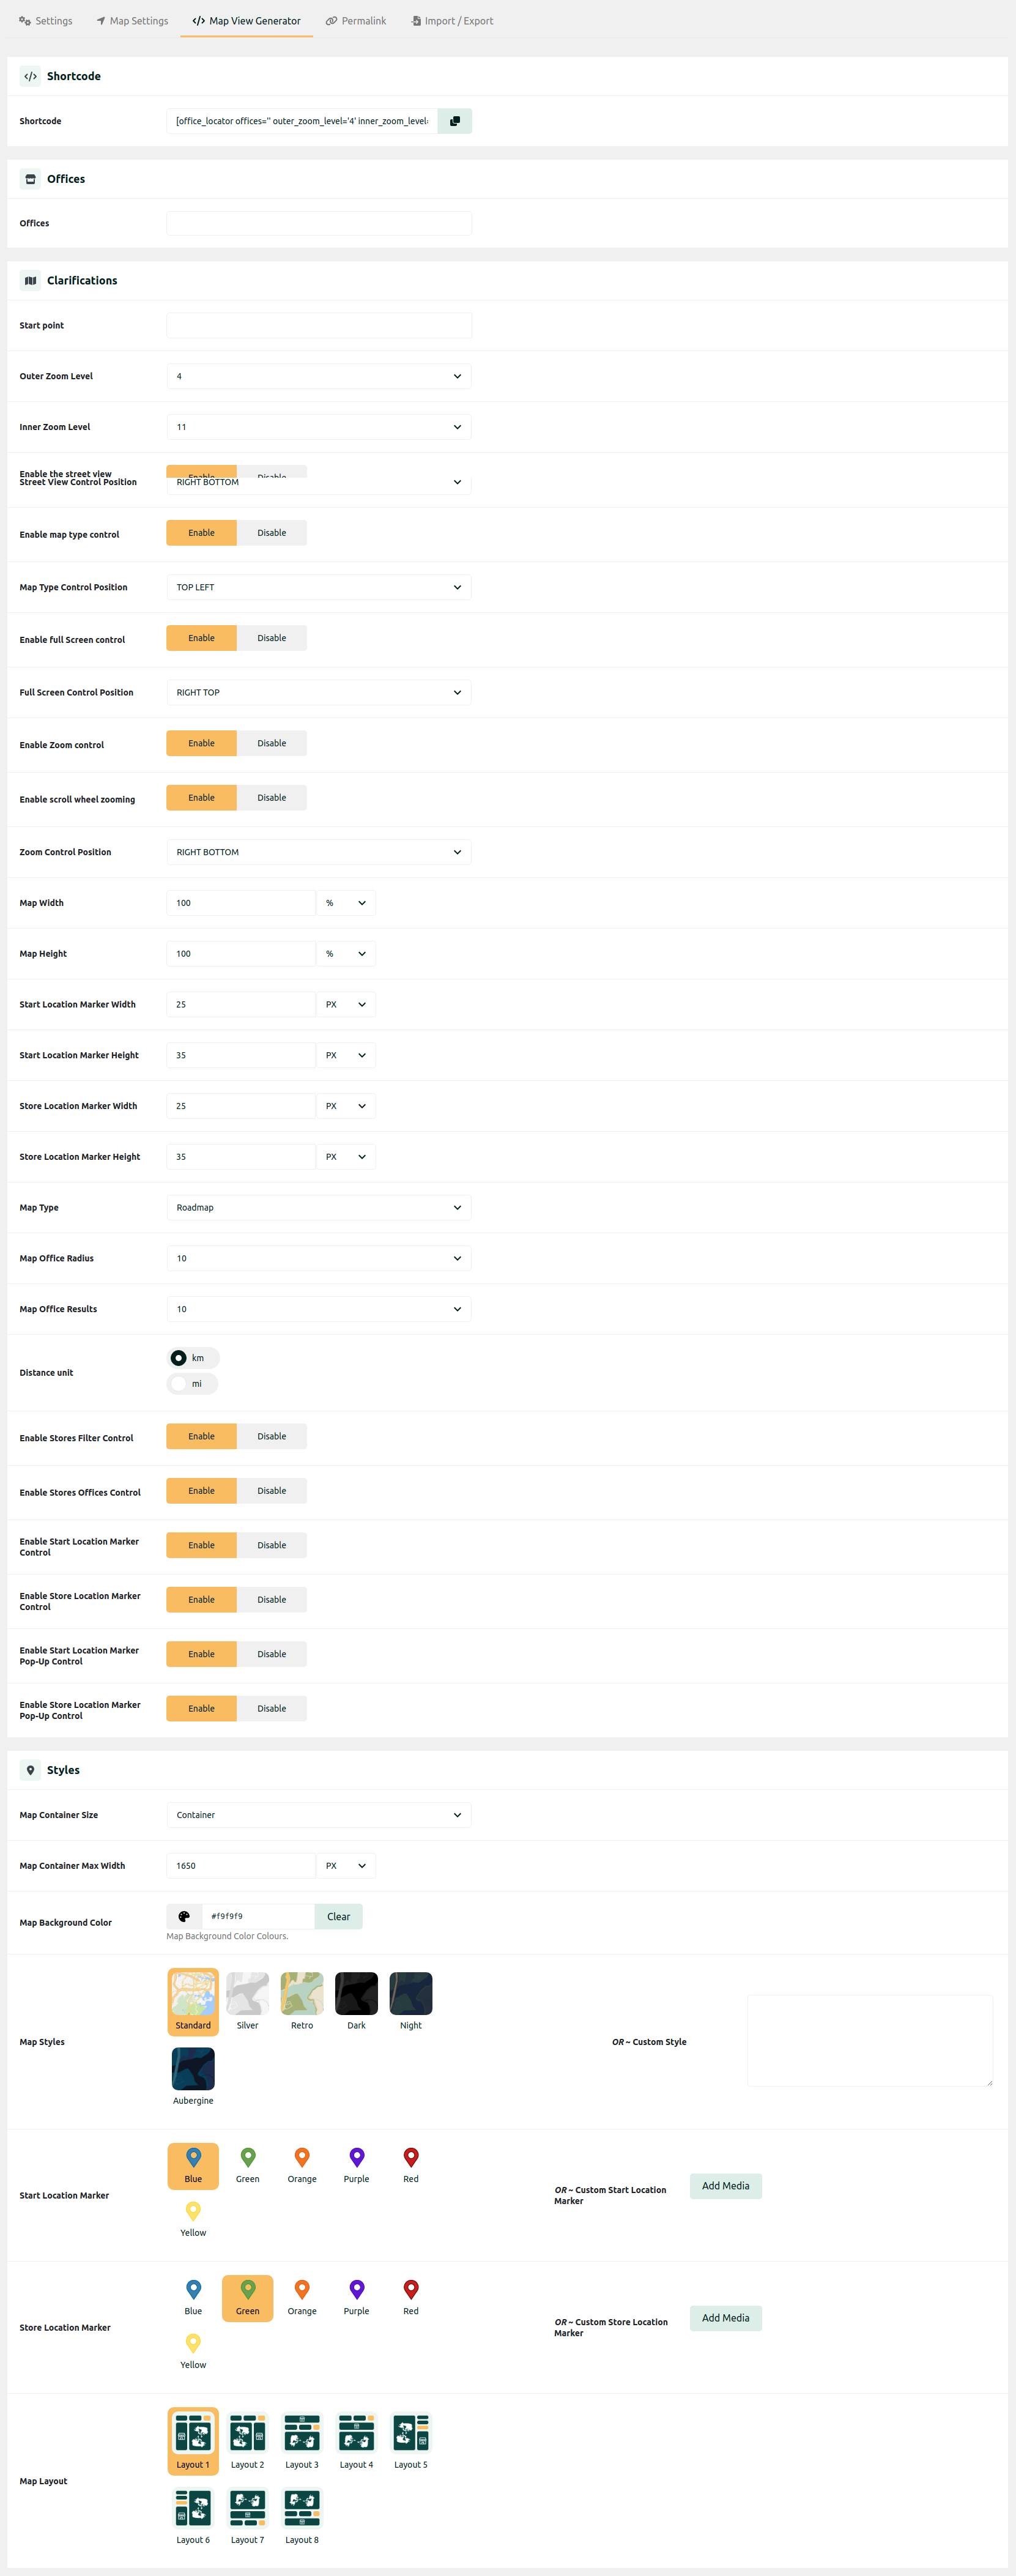 Settings Map Settings Map View Generator Permalink Import / Export
Shortcode
Shortcode [office_locator offices='' outer_zoom_level='4' inner_zoom_level=
Offices
Offices
Clarifications
Start point
Outer Zoom Level 4
Inner Zoom Level 11
Enable the street view Enable Disable
Street View Control Position RIGHT BOTTOM
Enable map type control Enable Disable
Map Type Control Position TOP LEFT
Enable full Screen control Enable Disable
Full Screen Control Position RIGHT TOP
Enable Zoom control Enable Disable
Enable scroll wheel zooming Enable Disable
Zoom Control Position RIGHT BOTTOM
Map Width 100 %
Map Height 100 %
Start Location Marker Width 25 PX
Start Location Marker Height 35 PX
Store Location Marker Width 25 PX
Store Location Marker Height 35 PX
Map Type Roadmap
Map Office Radius 10
Map Office Results 10
Distance unit km
mi
Enable Stores Filter Control Enable Disable
Enable Stores Offices Control Enable Disable
Enable Start Location Marker
Control Enable Disable
Enable Store Location Marker
Control Enable Disable
Enable Start Location Marker
Pop-Up Control Enable Disable
Enable Store Location Marker
Pop-Up Control Enable Disable
Styles
Map Container Size Container
Map Container Max Width 1650 PX
Map Background Color #f9f9f9 Clear
Map Background Color Colours.
Map Styles
Standard Silver Retro Dark Night
Aubergine
OR ~ Custom Style
Start Location Marker
Blue Green Orange Purple Red
Yellow
OR ~ Custom Start Location
Marker
Add Media
Store Location Marker
Blue Green Orange Purple Red
Yellow
OR ~ Custom Store Location
Marker
Add Media
Map Layout
Layout 1 Layout 2 Layout 3 Layout 4 Layout 5
Layout 6 Layout 7 Layout 8